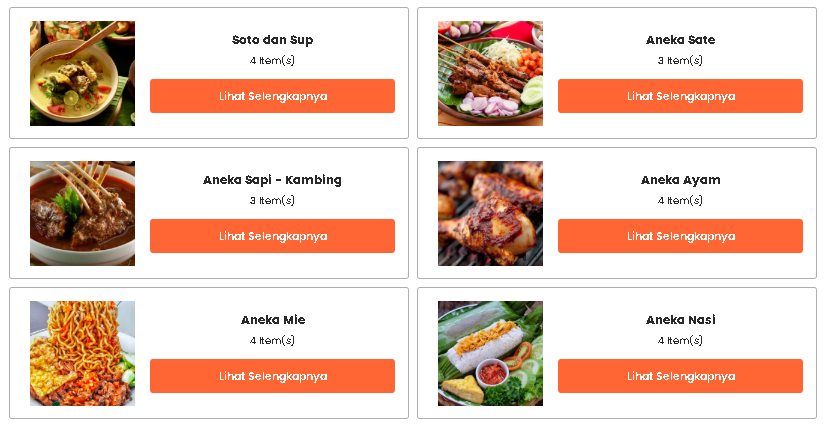 Soto dan Sup
4 Item(s)
Lihat Selengkapnya
Aneka Sate
3 Item(s)
Lihat Selengkapnya
Aneka Sapi - Kambing
3 Item(s)
Lihat Selengkapnya
Aneka Ayam
4 Item(s)
Lihat Selengkapnya
Aneka Mie
4 Item(s)
Lihat Selengkapnya
Aneka Nasi
4 Item(s)
Lihat Selengkapnya